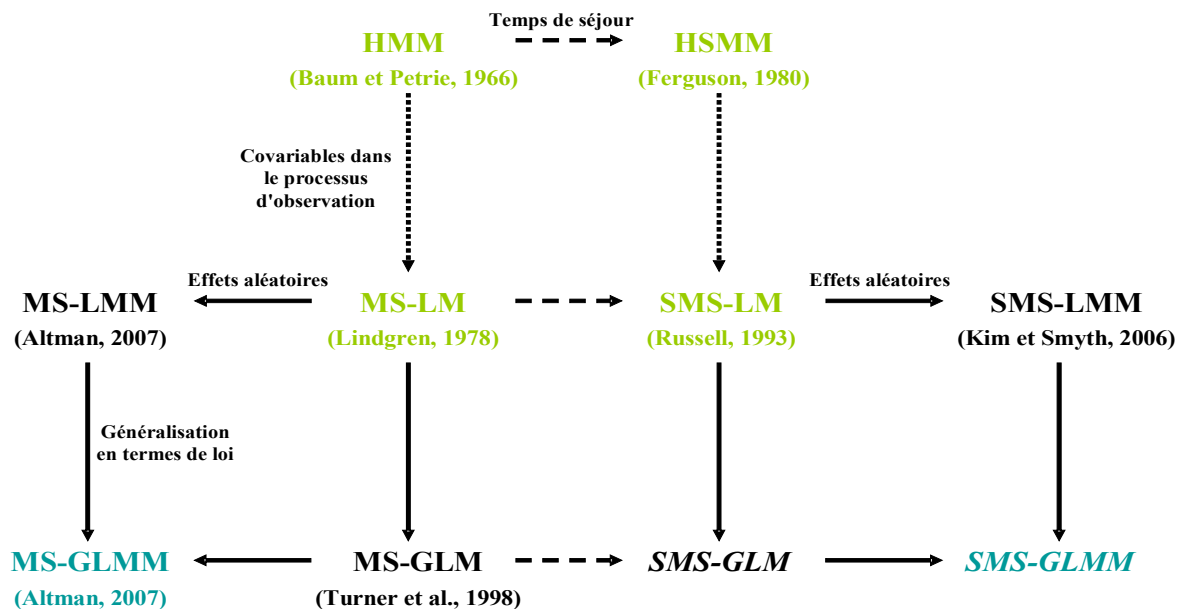 Temps de séjour
HMM
HSMM
(Baum et Petrie, 1966)
(Ferguson, 1980)
Covariables dans
le processus
d'observation
Effets aléatoires
Effets aléatoires
MS-LMM
MS-LM
SMS-LM
SMS-LMM
(Altman, 2007)
(Lindgren, 1978)
(Russell, 1993)
(Kim et Smyth, 2006)
Généralisation
en termes de loi
MS-GLMM
MS-GLM
SMS-GLM
SMS-GLMM
(Altman, 2007)
(Turner et al., 1998)